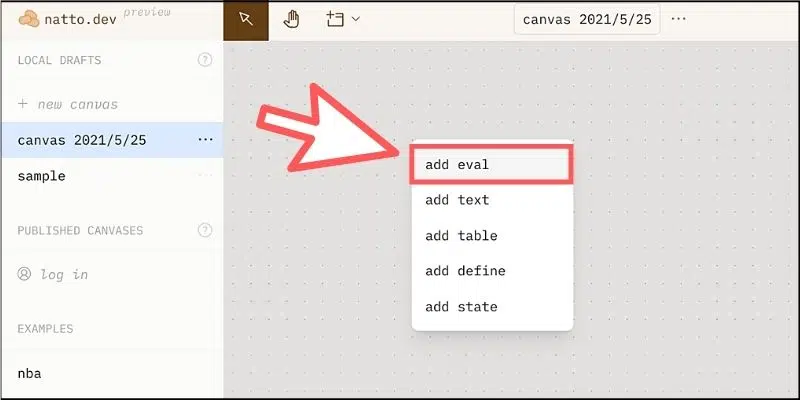 natto.dev preview
canvas 2021/5/25 ...
LOCAL DRAFTS ?
+ new canvas
canvas 2021/5/25 ...
sample ...
PUBLISHED CANVASES ?
log in
EXAMPLES
nba
add eval
add text
add table
add define
add state